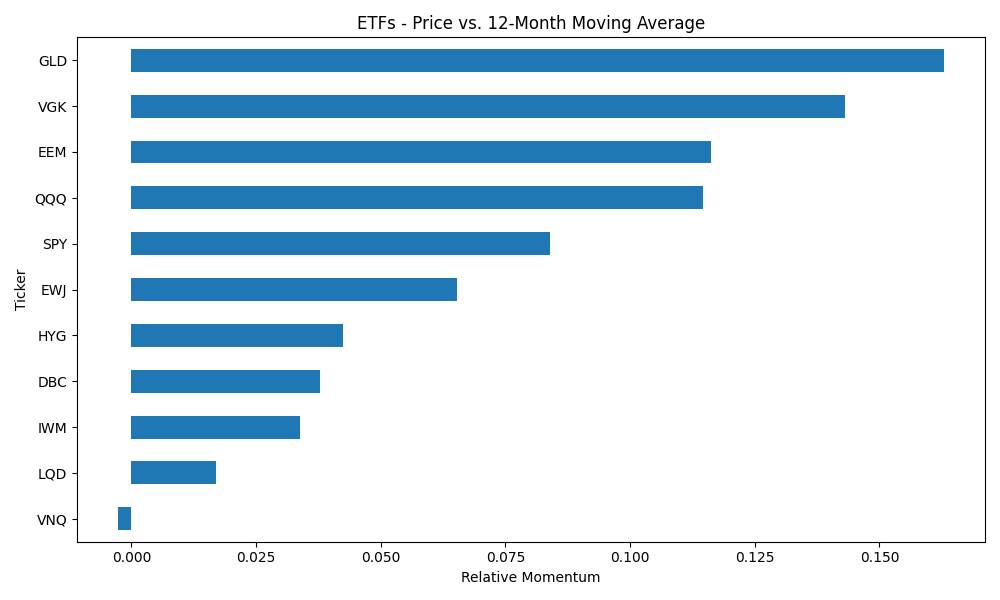 ETFs - Price vs. 12-Month Moving Average
Ticker
GLD
VGK
EEM
QQQ
SPY
EWJ
HYG
DBC
IWM
LQD
VNQ
0.000 0.025 0.050 0.075 0.100 0.125 0.150
Relative Momentum